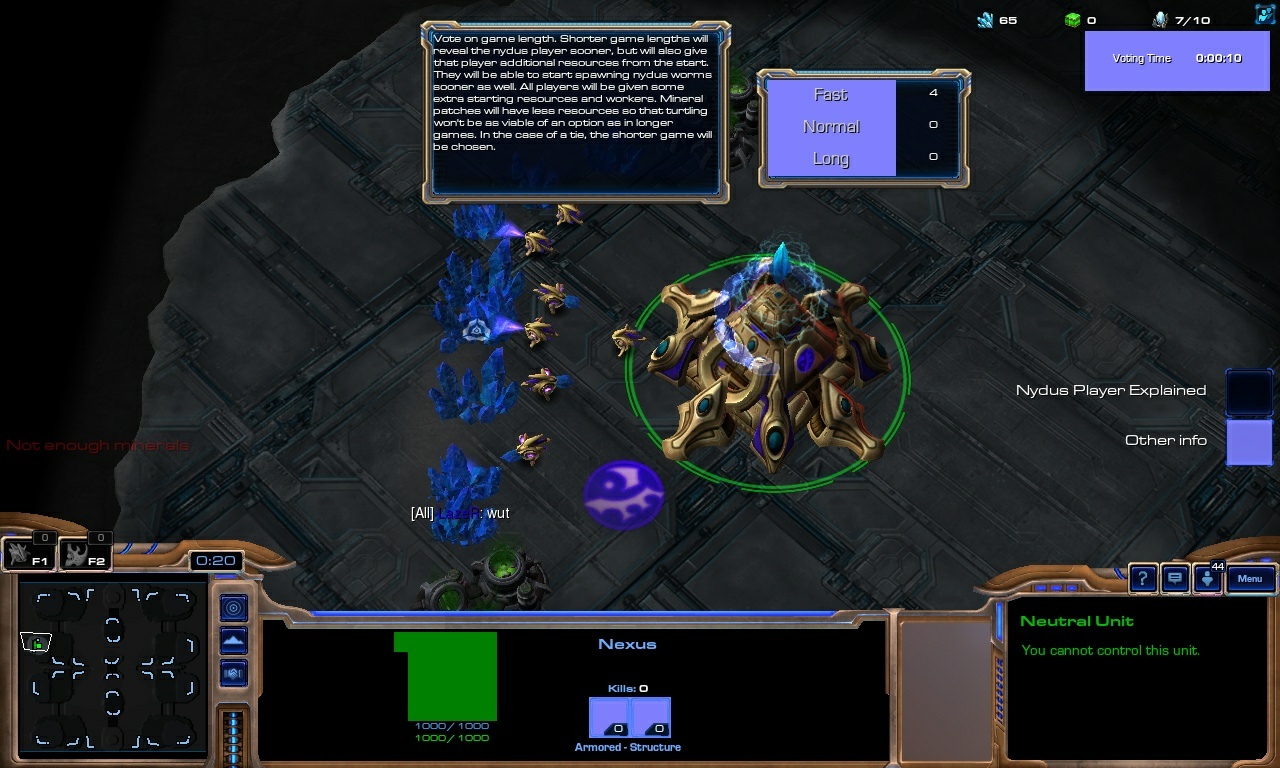 65
0
7/10
Vote on game length. Shorter game lengths will
reveal the nydus player sooner, but will also give
that player additional resources from the start.
They will be able to start spawning nydus worms
sooner as well. All players will be given some
extra starting resources and workers. Mineral
patches will have less resources so that turtling
won't be as viable of an option as in longer
games. In the case of a tie, the shorter game will
be chosen.
Fast 4
Normal 0
Long 0
Voting Time 0:00:10
Nydus Player Explained
Other info
Not enough minerals
[All] : wut
0
F1
0
F2
0:20
?
44
Menu
Nexus
Kills: 0
0
0
1000/1000
1000/1000
Armored - Structure
Neutral Unit
You cannot control this unit.